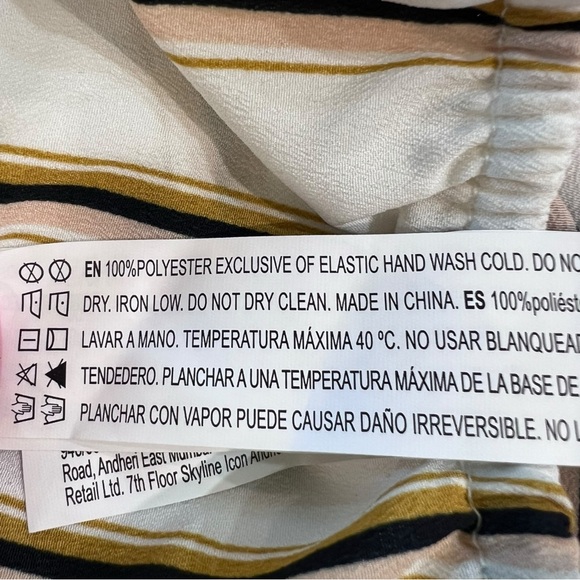 EN 100%POLYESTER EXCLUSIVE OF ELASTIC HAND WASH COLD. DO NO
DRY. IRON LOW. DO NOT DRY CLEAN. MADE IN CHINA. ES 100%poliést
LAVAR A MANO. TEMPERATURA MÁXIMA 40 ºC. NO USAR BLANQUEAD
TENDEDERO. PLANCHAR A UNA TEMPERATURA MÁXIMA DE LA BASE DE
PLANCHAR CON VAPOR PUEDE CAUSAR DAÑO IRREVERSIBLE. NO U
Road, Andheri East
Retail Ltd. 7th Floor Skyline Icon